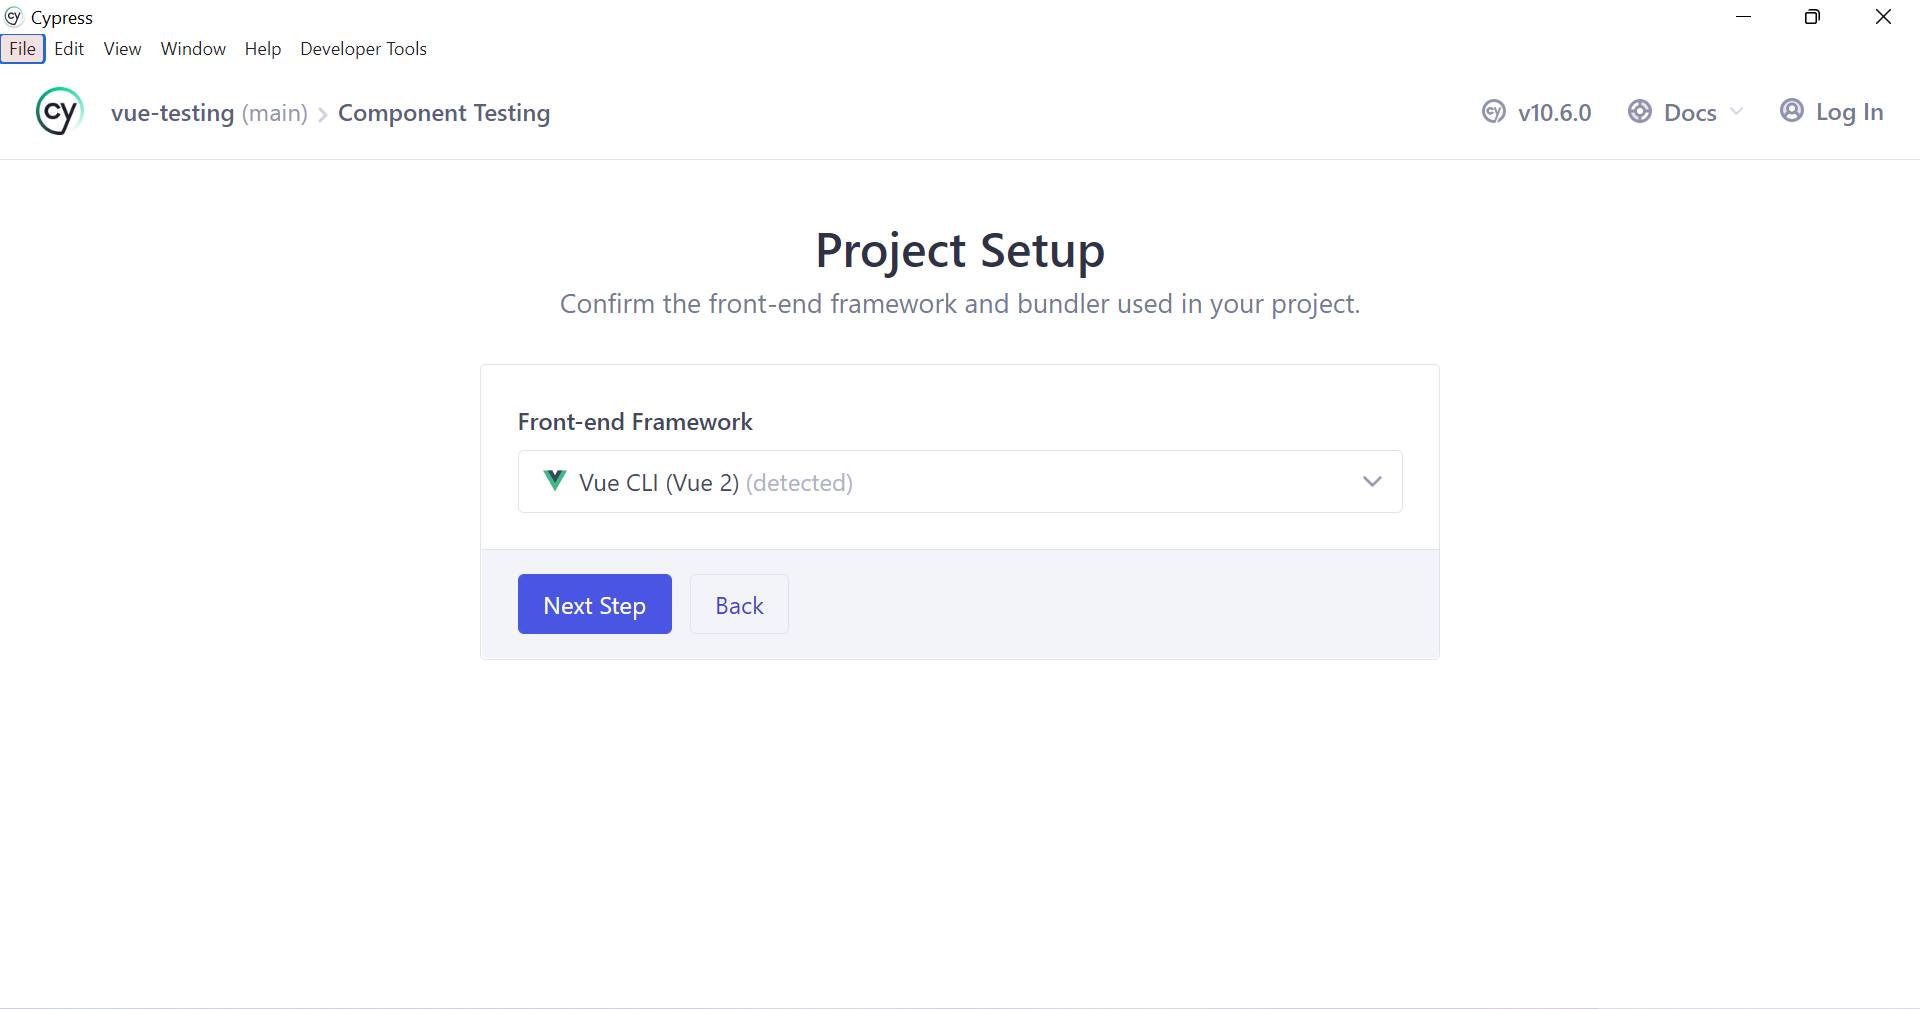 cy Cypress
File Edit View Window Help Developer Tools
cy vue-testing (main) > Component Testing cy v10.6.0 Docs Log In
Project Setup
Confirm the front-end framework and bundler used in your project.
Front-end Framework
Vue CLI (Vue 2) (detected)
Next Step Back